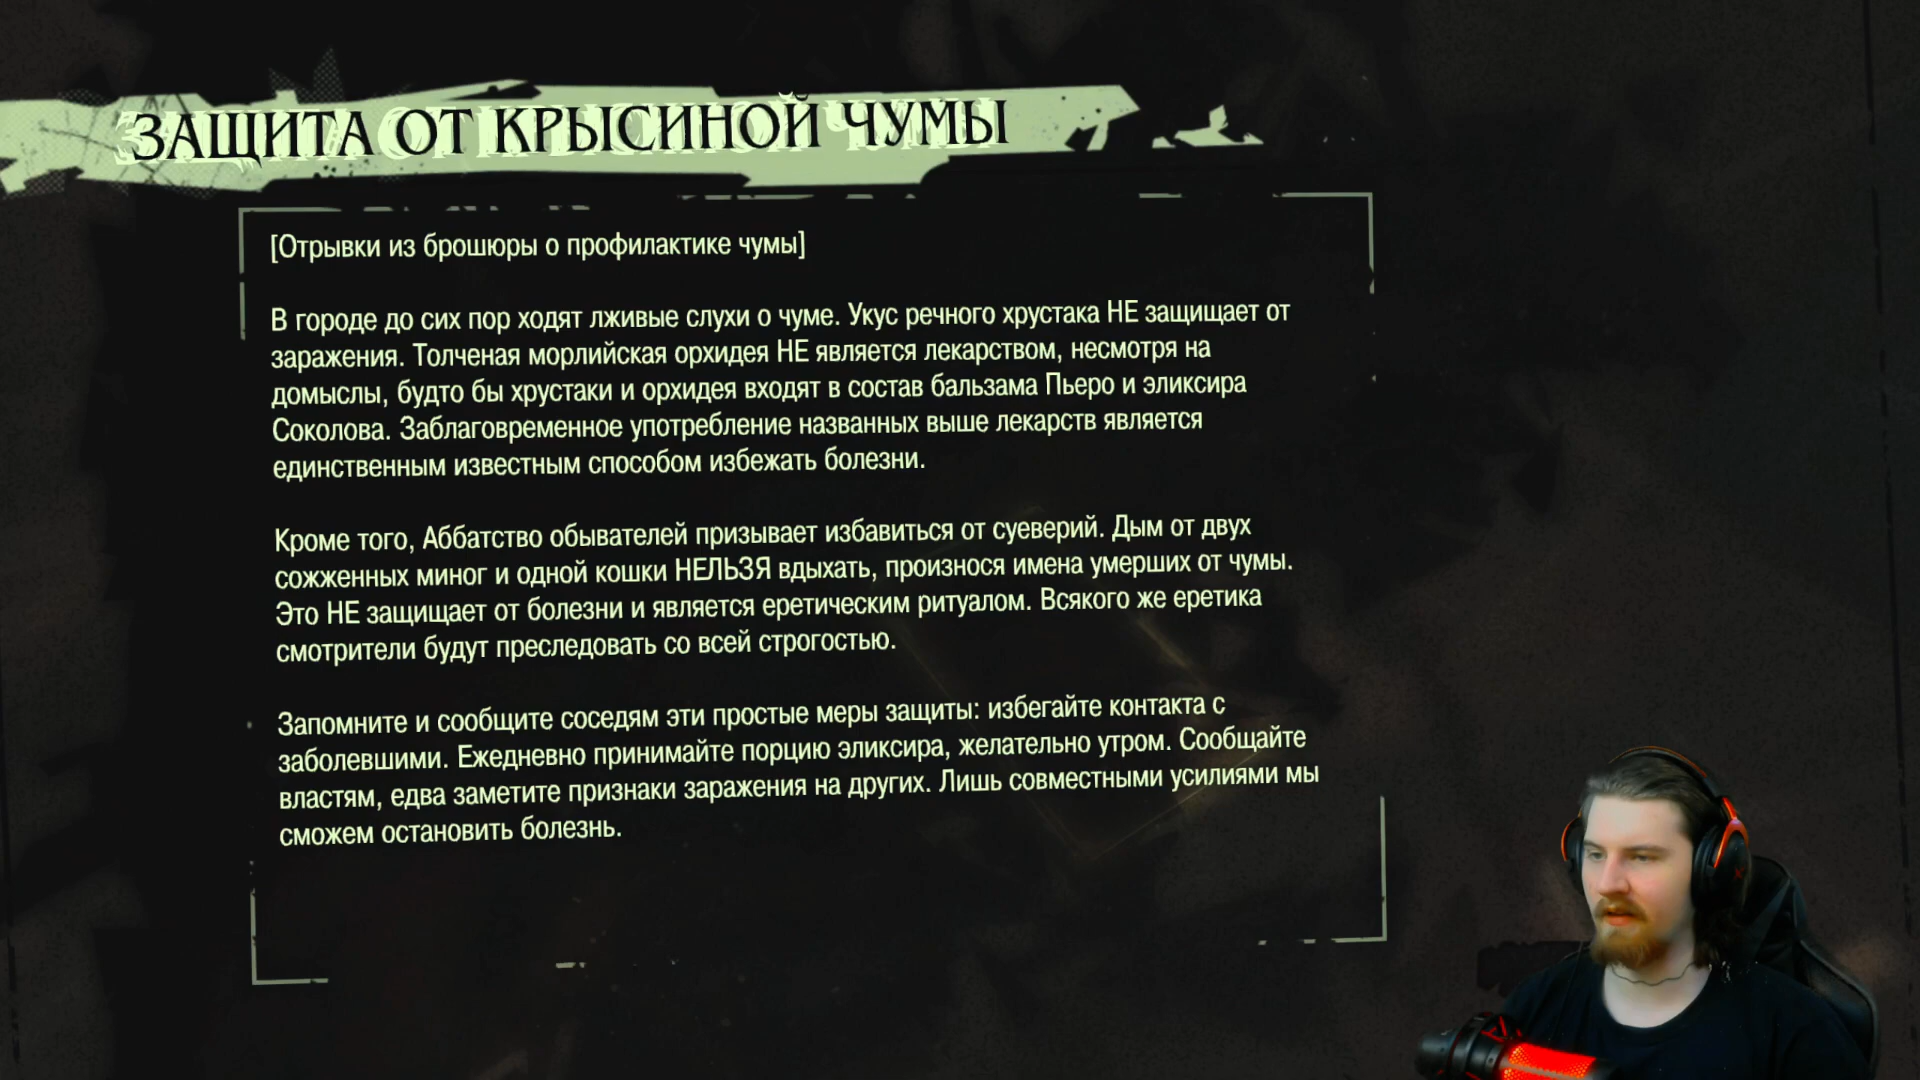 ЗАЩИТА ОТ КРЫСИНОЙ ЧУМЫ
[Отрывки из брошюры о профилактике чумы]
В городе до сих пор ходят лживые слухи о чуме. Укус речного хрустака НЕ защищает от
заражения. Толченая морлийская орхидея НЕ является лекарством, несмотря на
домыслы, будто бы хрустаки и орхидея входят в состав бальзама Пьеро и эликсира
Соколова. Заблаговременное употребление названных выше лекарств является
единственным известным способом избежать болезни.
Кроме того, Аббатство обывателей призывает избавиться от суеверий. Дым от двух
сожженных миног и одной кошки НЕЛЬЗЯ вдыхать, произнося имена умерших от чумы.
Это НЕ защищает от болезни и является еретическим ритуалом. Всякого же еретика
смотрители будут преследовать со всей строгостью.
Запомните и сообщите соседям эти простые меры защиты: избегайте контакта с
заболевшими. Ежедневно принимайте порцию эликсира, желательно утром. Сообщайте
властям, едва заметите признаки заражения на других. Лишь совместными усилиями мы
сможем остановить болезнь.